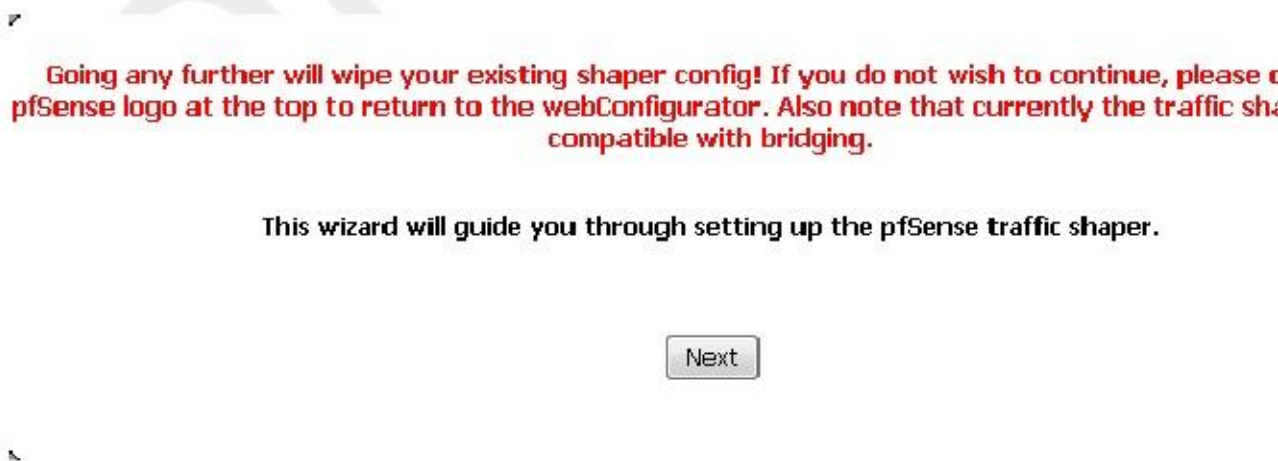 Going any further will wipe your existing shaper config! If you do not wish to continue, please
pfSense logo at the top to return to the webConfigurator. Also note that currently the traffic
compatible with bridging.
This wizard will guide you through setting up the pfSense traffic shaper.
Next